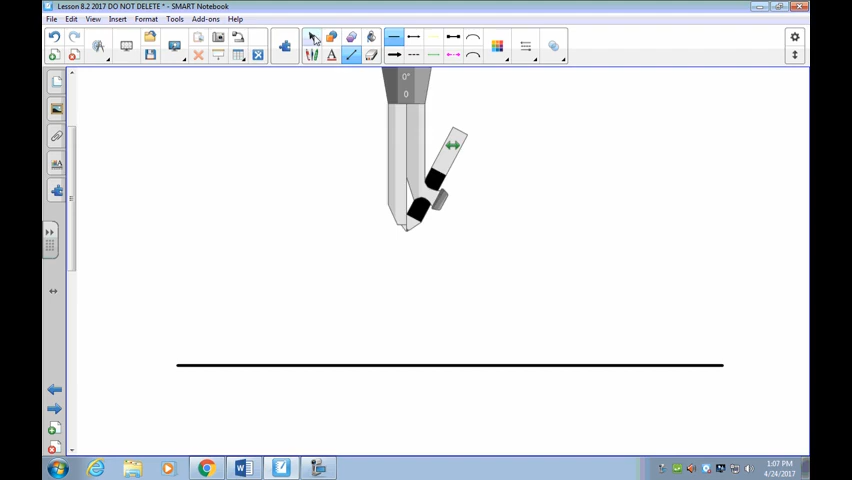 Lesson 8.2 2017 DO NOT DELETE * - SMART Notebook
File Edit View Insert Format Tools Add-ons Help
0°
0
1:07 PM
4/24/2017